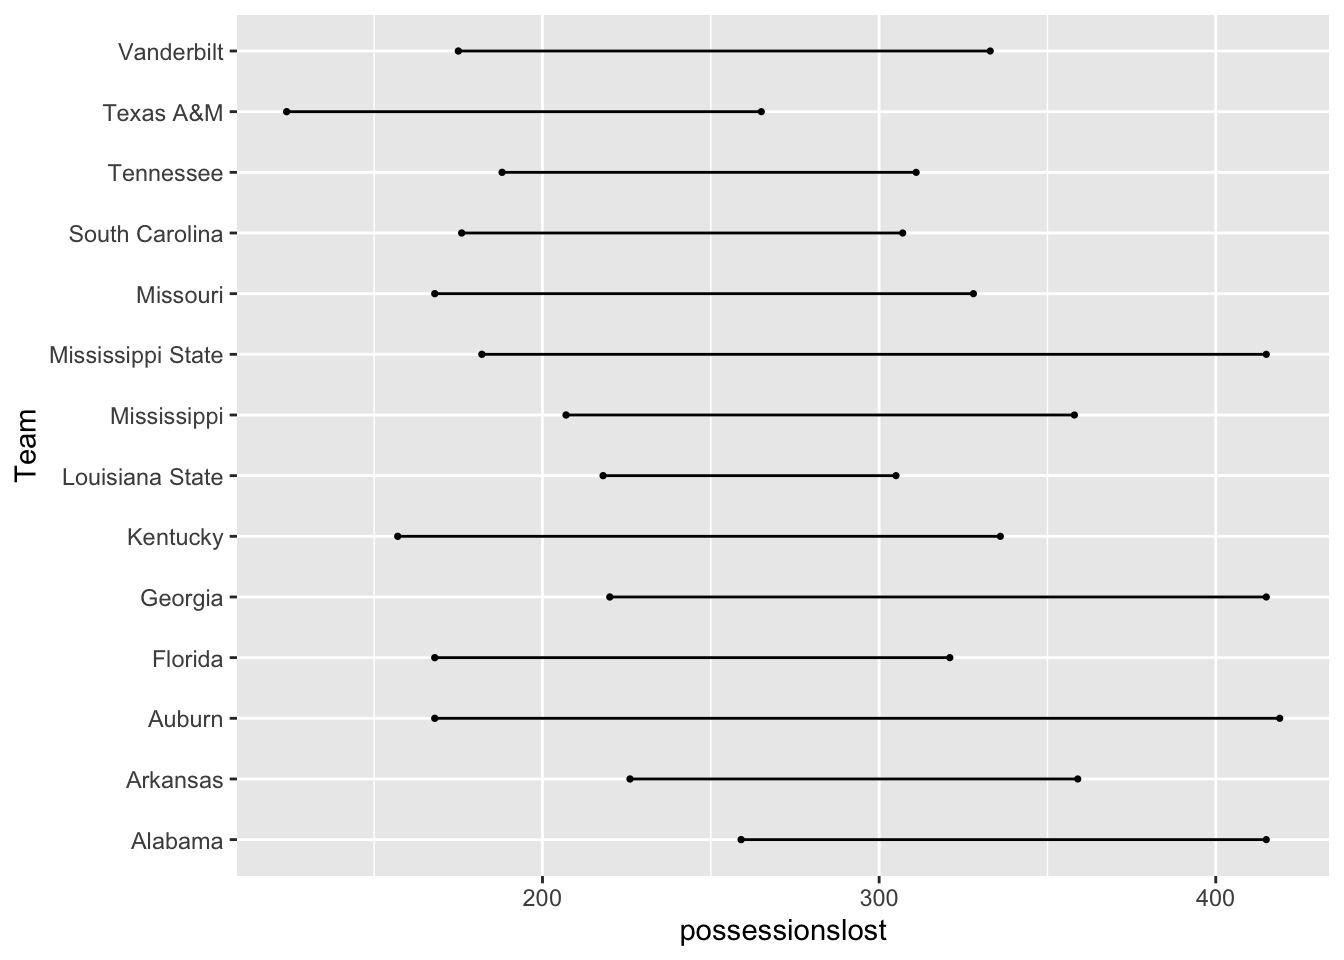 Vanderbilt
Texas A&M
Tennessee
South Carolina
Missouri
Mississippi State
Mississippi
Louisiana State
Kentucky
Georgia
Florida
Auburn
Arkansas
Alabama
Team
200 300 400
possessionslost